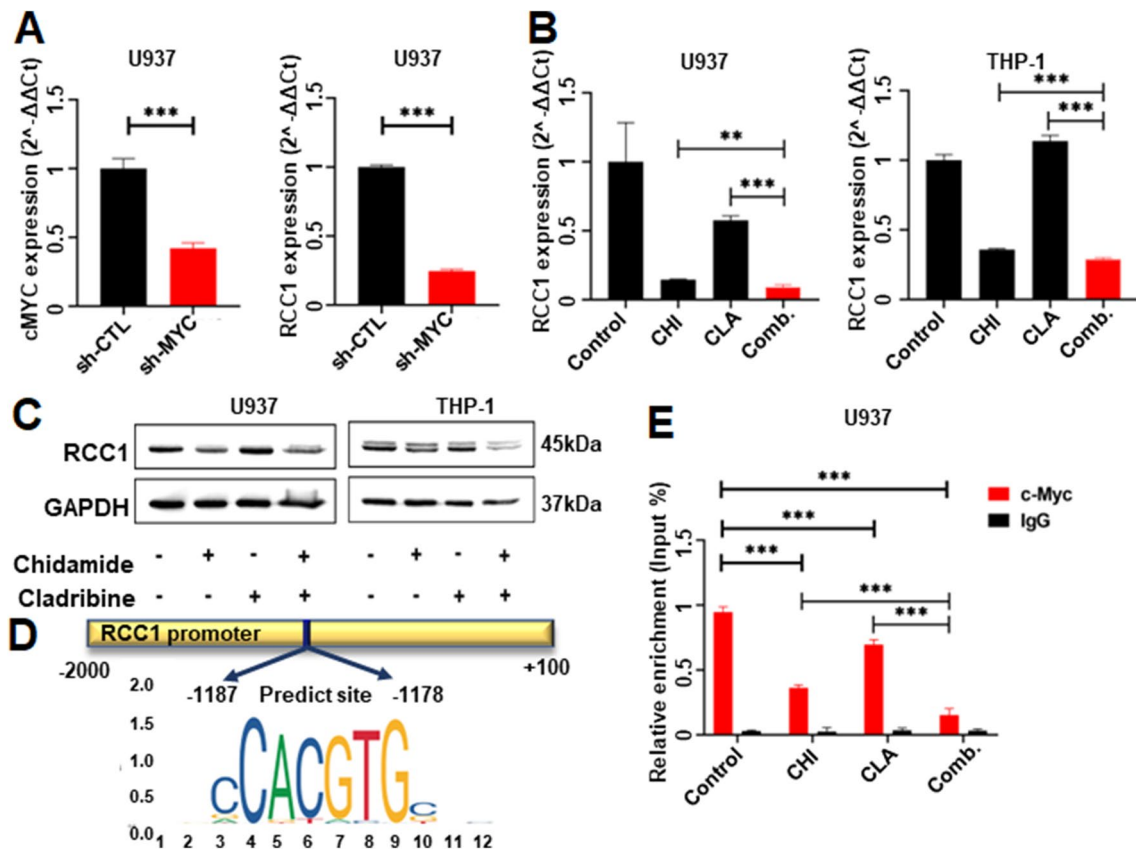 A
U937
cMYC expression (2^-ΔΔCt)
1.5
1
0.5
0
***
sh-CTL
sh-MYC
U937
RCC1 expression (2^-ΔΔCt)
1.5
1
0.5
0
***
sh-CTL
sh-MYC
B
U937
RCC1 expression (2^-ΔΔCt)
1.5
1
0.5
0
**
***
Control
CHI
CLA
Comb.
THP-1
RCC1 expression (2^-ΔΔCt)
1.5
1
0.5
0
***
***
Control
CHI
CLA
Comb.
C
U937
THP-1
RCC1
45kDa
GAPDH
37kDa
Chidamide - + - + - + - +
Cladribine - - + + - - + +
D
RCC1 promoter
-2000
+100
-1187 Predict site -1178
2.0
1.5
1.0
0.5
0.0
CCACGTGC
1 2 3 4 5 6 7 8 9 10 11 12
E
U937
c-Myc
IgG
Relative enrichment (Input %)
1.5
1
0.5
0
***
***
***
***
***
Control
CHI
CLA
Comb.